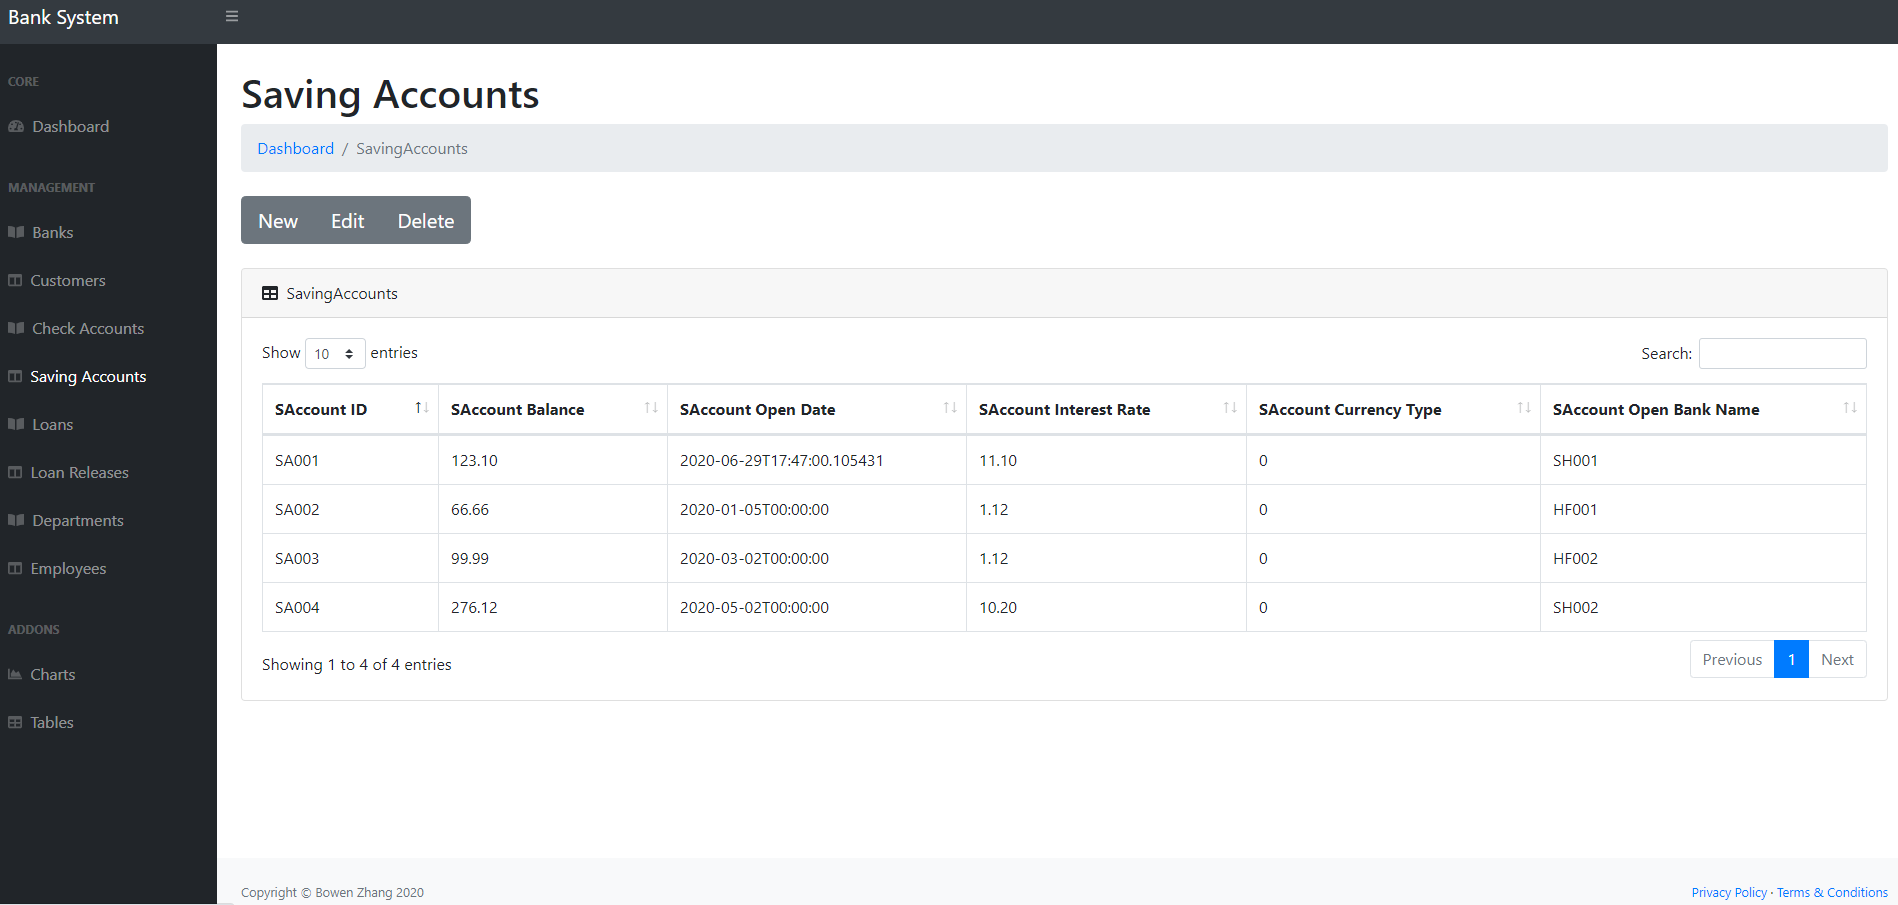 Bank System
CORE
Dashboard
MANAGEMENT
Banks
Customers
Check Accounts
Saving Accounts
Loans
Loan Releases
Departments
Employees
ADDONS
Charts
Tables
Saving Accounts
Dashboard / SavingAccounts
New Edit Delete
SavingAccounts
Show 10 entries Search:
SAccount ID SAccount Balance SAccount Open Date SAccount Interest Rate SAccount Currency Type SAccount Open Bank Name
SA001 123.10 2020-06-29T17:47:00.105431 11.10 0 SH001
SA002 66.66 2020-01-05T00:00:00 1.12 0 HF001
SA003 99.99 2020-03-02T00:00:00 1.12 0 HF002
SA004 276.12 2020-05-02T00:00:00 10.20 0 SH002
Showing 1 to 4 of 4 entries Previous 1 Next
Copyright © Bowen Zhang 2020 Privacy Policy · Terms & Conditions